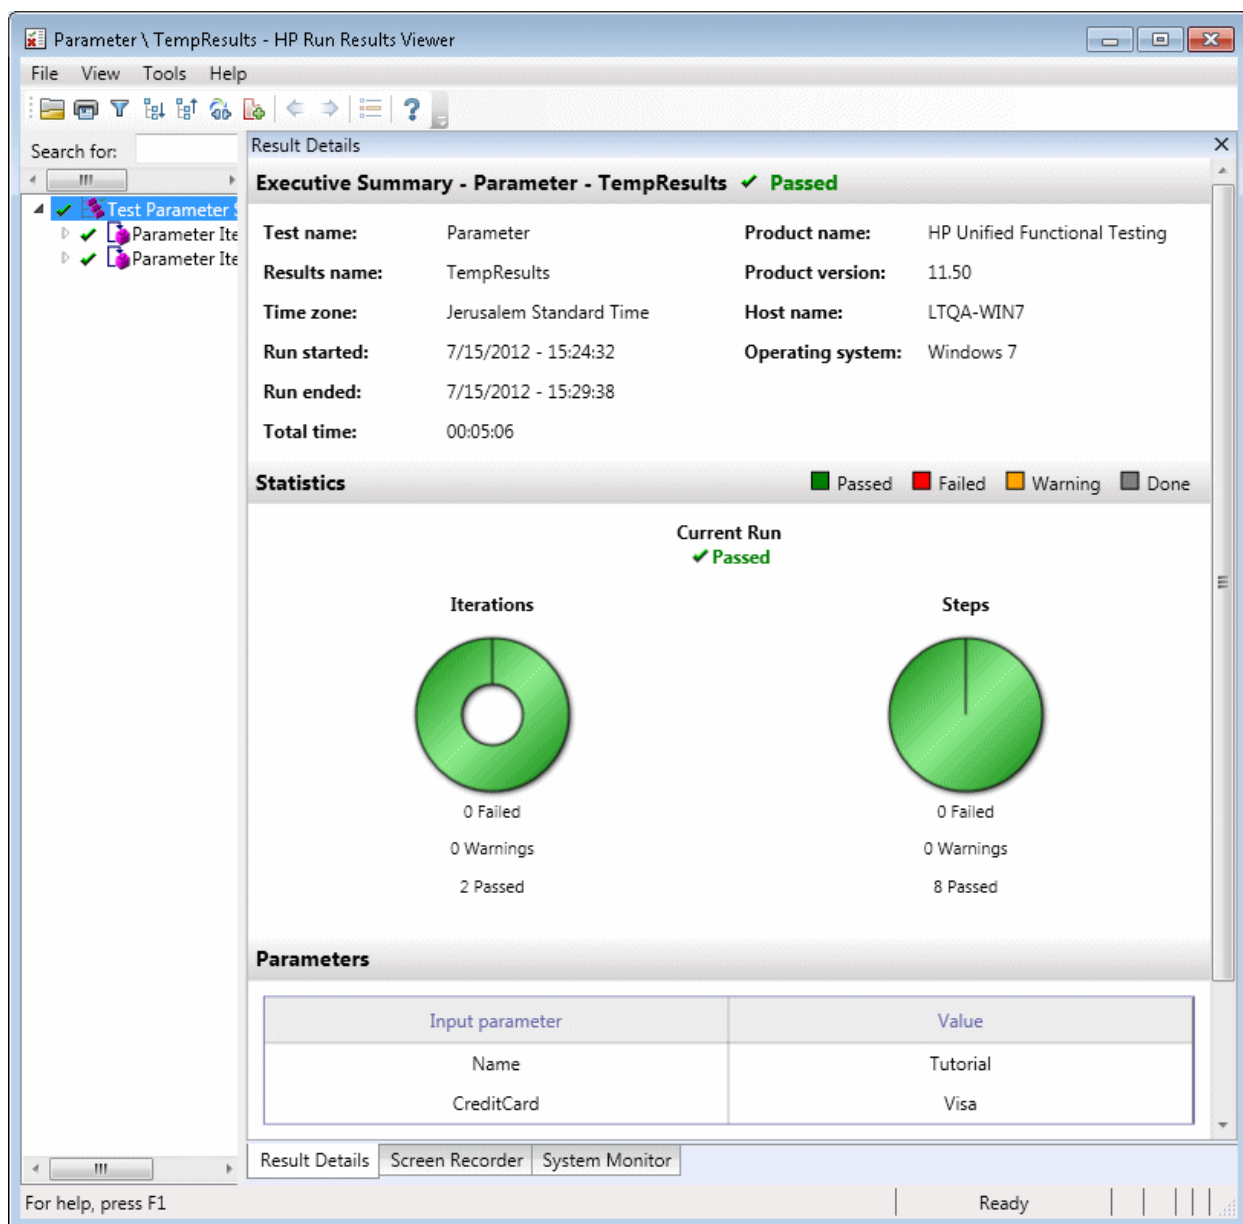 Parameter \ TempResults - HP Run Results Viewer
File View Tools Help
Search for:
Test Parameter
Parameter Ite
Parameter Ite
Result Details
Executive Summary - Parameter - TempResults Passed
Test name: Parameter Product name: HP Unified Functional Testing
Results name: TempResults Product version: 11.50
Time zone: Jerusalem Standard Time Host name: LTQA-WIN7
Run started: 7/15/2012 - 15:24:32 Operating system: Windows 7
Run ended: 7/15/2012 - 15:29:38
Total time: 00:05:06
Statistics Passed Failed Warning Done
Current Run
Passed
Iterations Steps
0 Failed 0 Failed
0 Warnings 0 Warnings
2 Passed 8 Passed
Parameters
Input parameter Value
Name Tutorial
CreditCard Visa
Result Details Screen Recorder System Monitor
For help, press F1 Ready